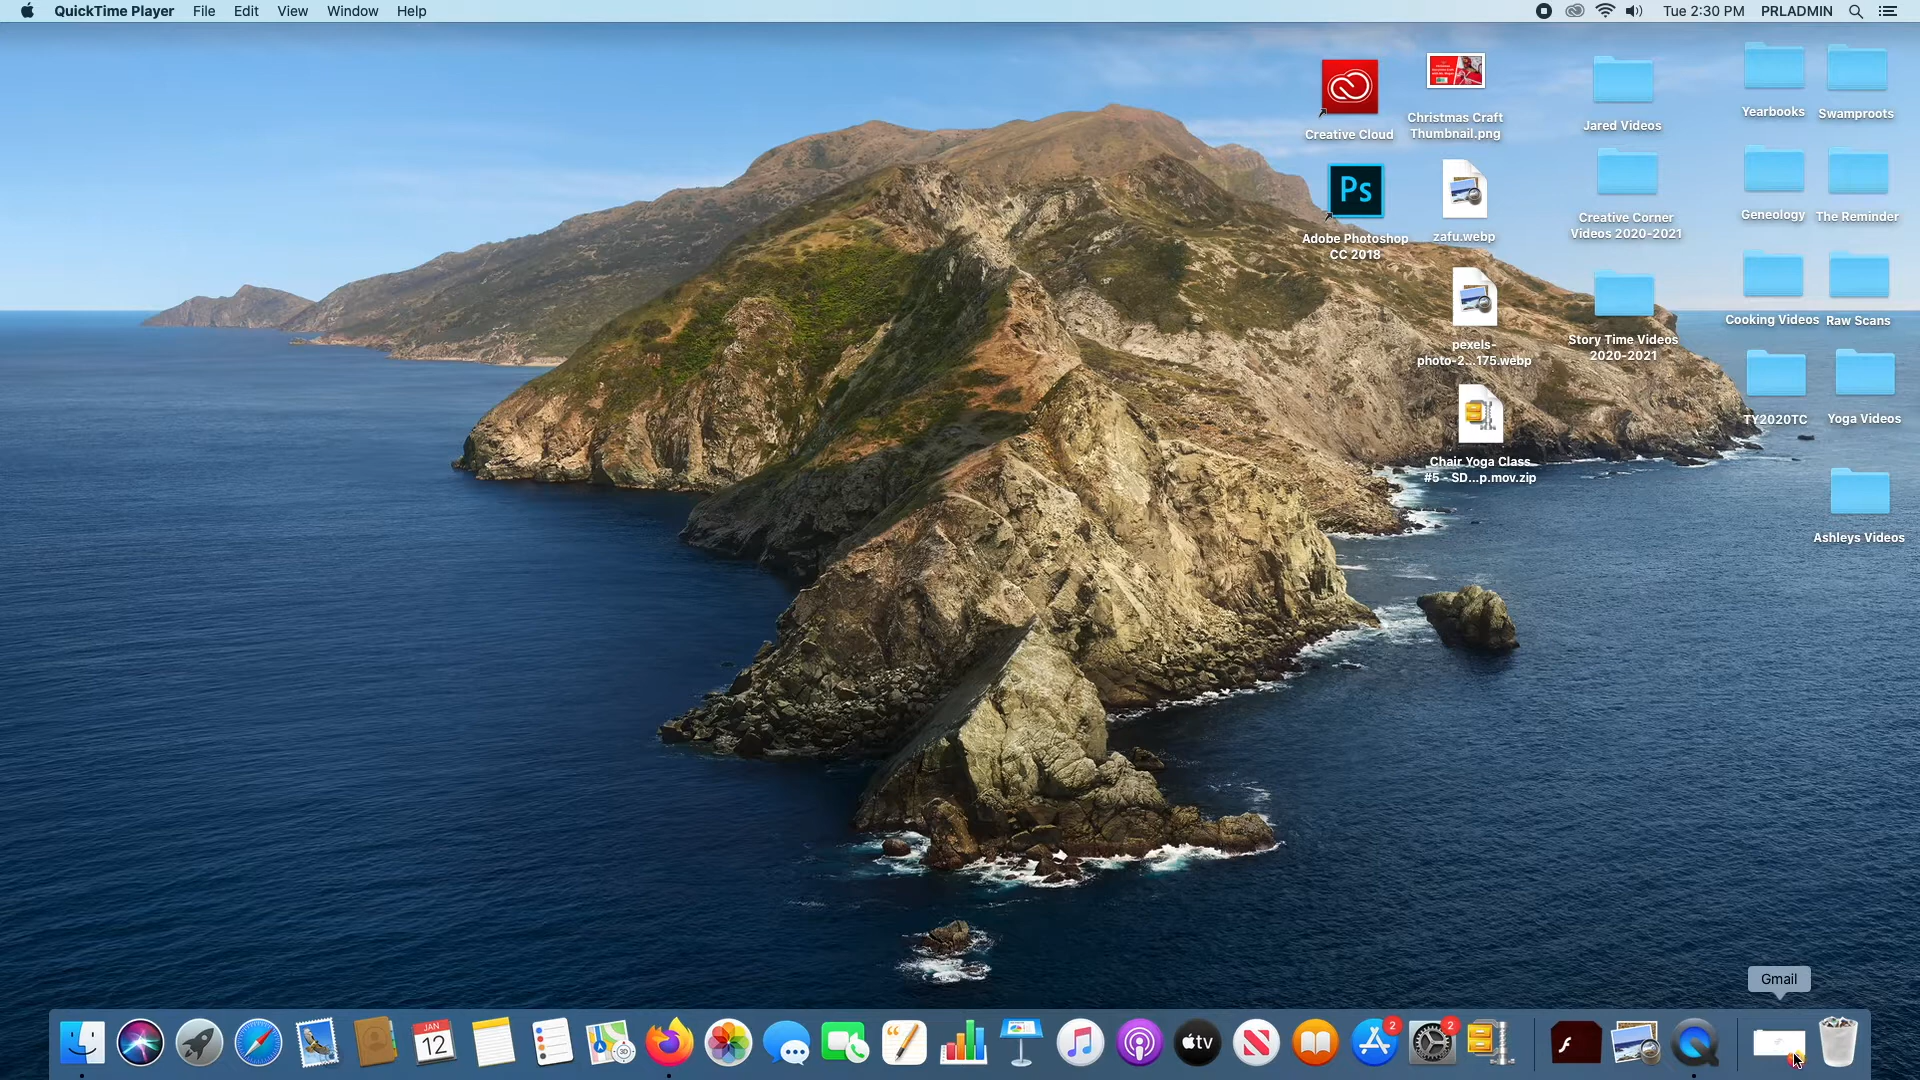 QuickTime Player File Edit View Window Help
Tue 2:30 PM PRLADMIN
Creative Cloud
Christmas Craft
Thumbnail.png
Jared Videos
Yearbooks
Swamproots
Ps
Adobe Photoshop
CC 2018
zafu.webp
Creative Corner
Videos 2020-2021
Geneology
The Reminder
pexels-
photo-2...175.webp
Story Time Videos
2020-2021
Cooking Videos
Raw Scans
Chair Yoga Class
#5 - SD...p.mov.zip
TY2020TC
Yoga Videos
Ashleys Videos
Gmail
JAN
12
3D
tv
2
2